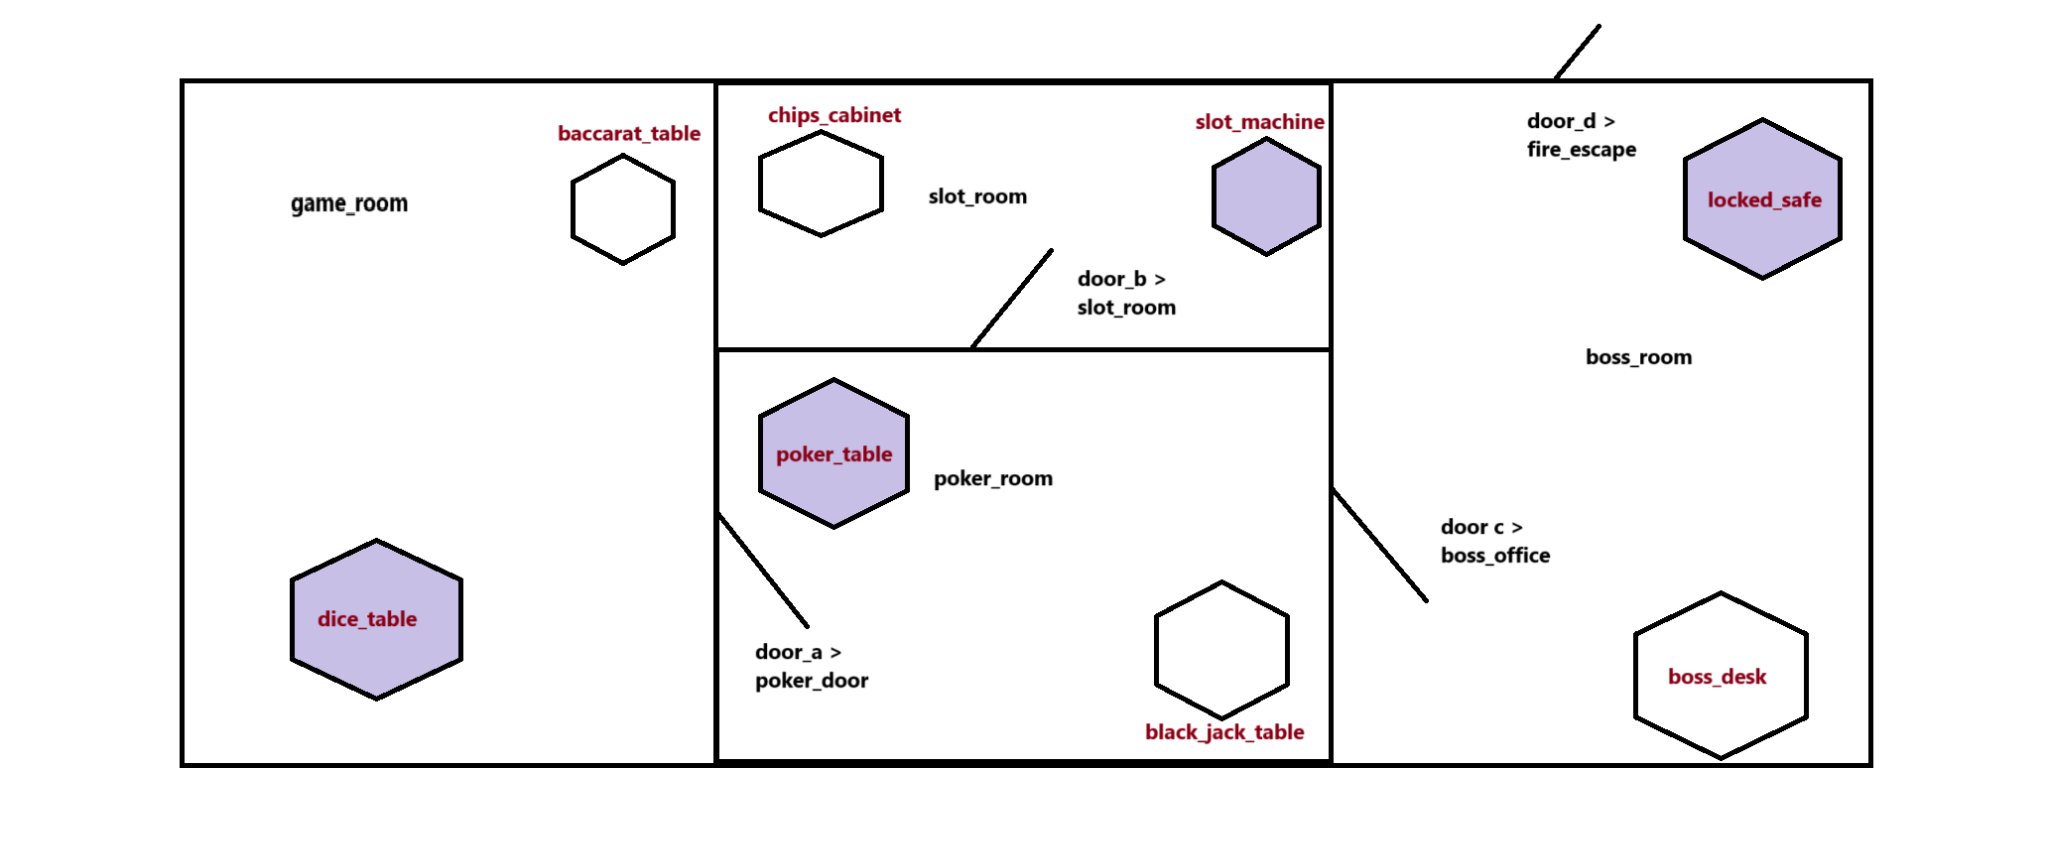 baccarat_table
game_room
dice_table
chips_cabinet
slot_machine
slot_room
door_b >
slot_room
poker_table
poker_room
door_a >
poker_door
black_jack_table
door_d >
fire_escape
locked_safe
boss_room
door c >
boss_office
boss_desk